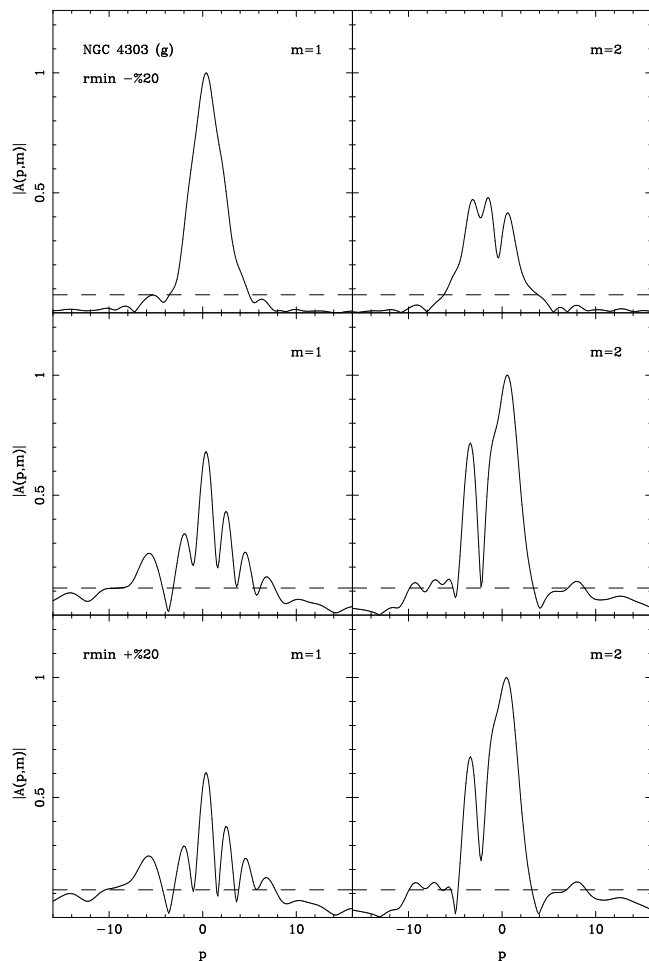 NGC 4303 (g) m=1 m=2
rmin −%20
1
|A(p,m)|
0.5
m=1 m=2
1
|A(p,m)|
0.5
rmin +%20 m=1 m=2
1
|A(p,m)|
0.5
−10 0 10 −10 0 10
p p